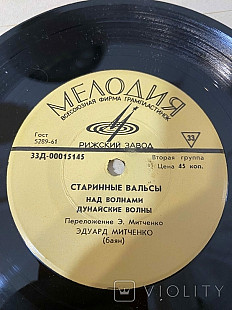 МЕЛОДИЯ
ВСЕСОЮЗНАЯ ФИРМА ГРАМПЛАСТИНОК
РИЖСКИЙ ЗАВОД
Гост
5289-61
33
33Д-00015145
Вторая группа
Цена 45 коп.
СТАРИННЫЕ ВАЛЬСЫ
НАД ВОЛНАМИ
ДУНАЙСКИЕ ВОЛНЫ
Переложение Э. Митченко
ЭДУАРД МИТЧЕНКО
(баян)
VIOLITY